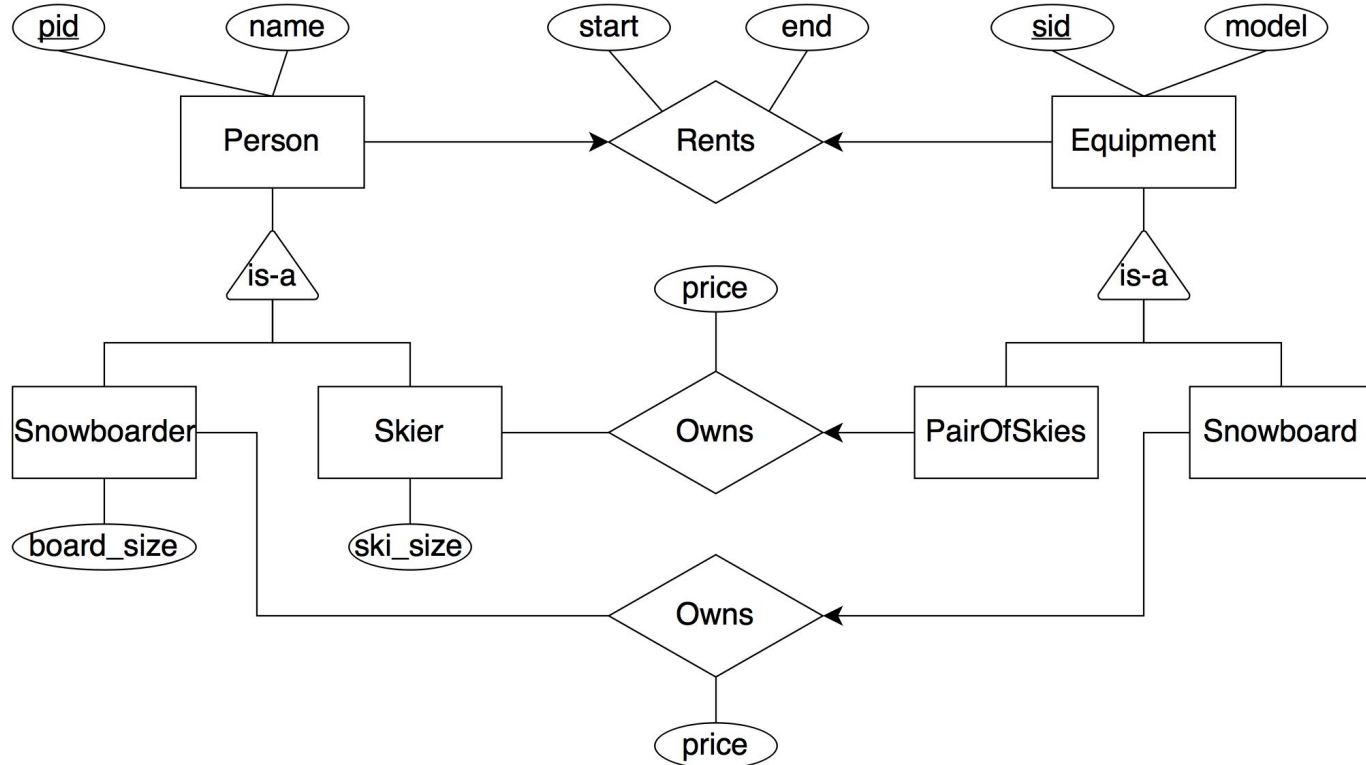 pid
name
start
end
sid
model
Person
Rents
Equipment
is-a
is-a
price
Snowboarder
Skier
Owns
PairOfSkies
Snowboard
board_size
ski_size
Owns
price